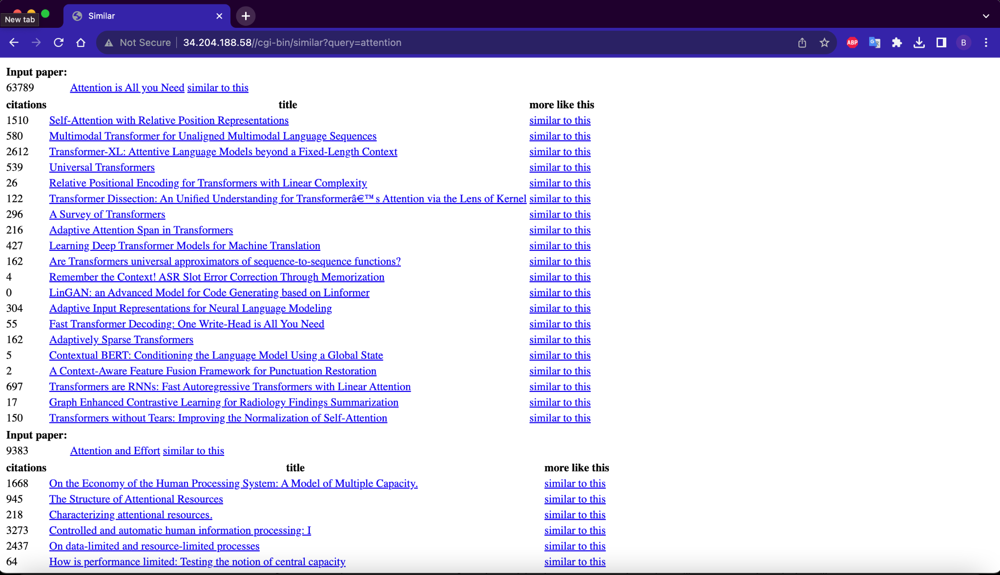 New tab
Similar
Not Secure 34.204.188.58//cgi-bin/similar?query=attention
ABP
G
B
Input paper:
63789 Attention is All you Need similar to this
citations title more like this
1510 Self-Attention with Relative Position Representations similar to this
580 Multimodal Transformer for Unaligned Multimodal Language Sequences similar to this
2612 Transformer-XL: Attentive Language Models beyond a Fixed-Length Context similar to this
539 Universal Transformers similar to this
26 Relative Positional Encoding for Transformers with Linear Complexity similar to this
122 Transformer Dissection: An Unified Understanding for Transformerâ€™s Attention via the Lens of Kernel similar to this
296 A Survey of Transformers similar to this
216 Adaptive Attention Span in Transformers similar to this
427 Learning Deep Transformer Models for Machine Translation similar to this
162 Are Transformers universal approximators of sequence-to-sequence functions? similar to this
4 Remember the Context! ASR Slot Error Correction Through Memorization similar to this
0 LinGAN: an Advanced Model for Code Generating based on Linformer similar to this
304 Adaptive Input Representations for Neural Language Modeling similar to this
55 Fast Transformer Decoding: One Write-Head is All You Need similar to this
162 Adaptively Sparse Transformers similar to this
5 Contextual BERT: Conditioning the Language Model Using a Global State similar to this
2 A Context-Aware Feature Fusion Framework for Punctuation Restoration similar to this
697 Transformers are RNNs: Fast Autoregressive Transformers with Linear Attention similar to this
17 Graph Enhanced Contrastive Learning for Radiology Findings Summarization similar to this
150 Transformers without Tears: Improving the Normalization of Self-Attention similar to this
Input paper:
9383 Attention and Effort similar to this
citations title more like this
1668 On the Economy of the Human Processing System: A Model of Multiple Capacity. similar to this
945 The Structure of Attentional Resources similar to this
218 Characterizing attentional resources. similar to this
3273 Controlled and automatic human information processing: I similar to this
2437 On data-limited and resource-limited processes similar to this
64 How is performance limited: Testing the notion of central capacity similar to this